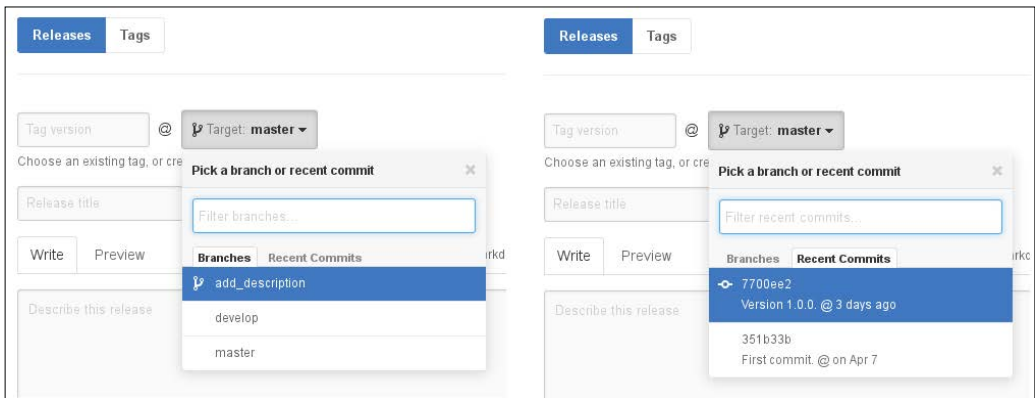 Releases Tags
Tag version @ Target: master
Choose an existing tag, or cre
Pick a branch or recent commit
Release title
Filter branches...
Write Preview
Branches Recent Commits
arkd
add_description
Describe this release
develop
master
Releases Tags
Tag version @ Target: master
Choose an existing tag, or cre
Pick a branch or recent commit
Release title
Filter recent commits...
Write Preview
Branches Recent Commits
7700ee2
Version 1.0.0. @ 3 days ago
Describe this release
351b33b
First commit. @ on Apr 7